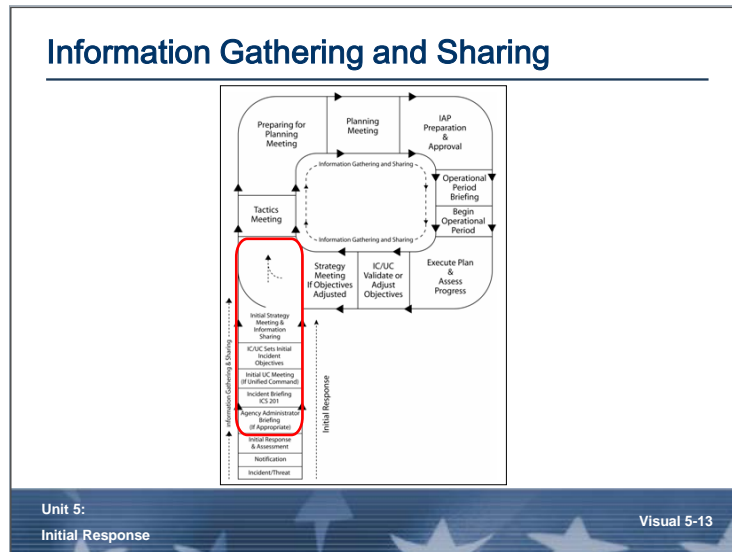 Information Gathering and Sharing
Preparing for
Planning
Meeting
Planning
Meeting
IAP
Preparation
&
Approval
Information Gathering and Sharing
Operational
Period
Briefing
Begin
Operational
Period
Tactics
Meeting
Information Gathering and Sharing
Strategy
Meeting
If Objectives
Adjusted
IC/UC
Validate or
Adjust
Objectives
Execute Plan
&
Assess
Progress
Initial Strategy
Meeting &
Information
Sharing
IC/UC Sets Initial
Incident
Objectives
Initial UC Meeting
(If Unified Command)
Incident Briefing
ICS 201
Agency Administrator
Briefing
(If Appropriate)
Initial Response
& Assessment
Notification
Incident/Threat
Information Gathering & Sharing
Initial Response
Unit 5:
Initial Response
Visual 5-13